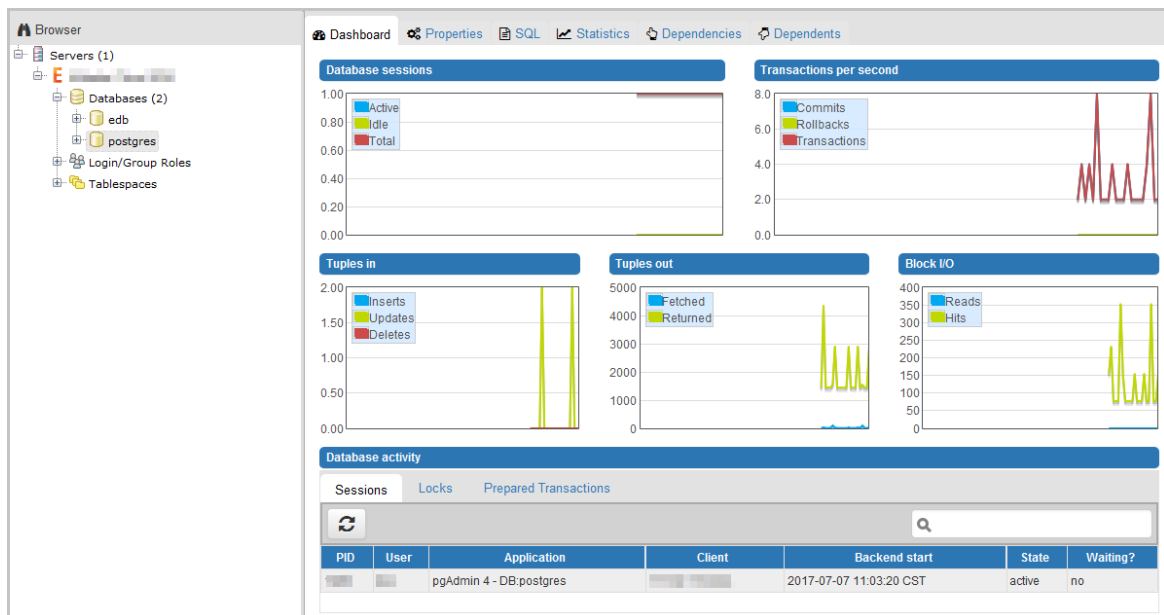 Browser
Servers (1)
Databases (2)
edb
postgres
Login/Group Roles
Tablespaces
Dashboard Properties SQL Statistics Dependencies Dependents
Database sessions
1.00
0.80
0.60
0.40
0.20
0.00
Active
Idle
Total
Transactions per second
8.0
6.0
4.0
2.0
0.0
Commits
Rollbacks
Transactions
Tuples in
2.00
1.50
1.00
0.50
0.00
Inserts
Updates
Deletes
Tuples out
5000
4000
3000
2000
1000
0
Fetched
Returned
Block I/O
400
350
300
250
200
150
100
50
0
Reads
Hits
Database activity
Sessions Locks Prepared Transactions
PID User Application Client Backend start State Waiting?
pgAdmin 4 - DB:postgres 2017-07-07 11:03:20 CST active no